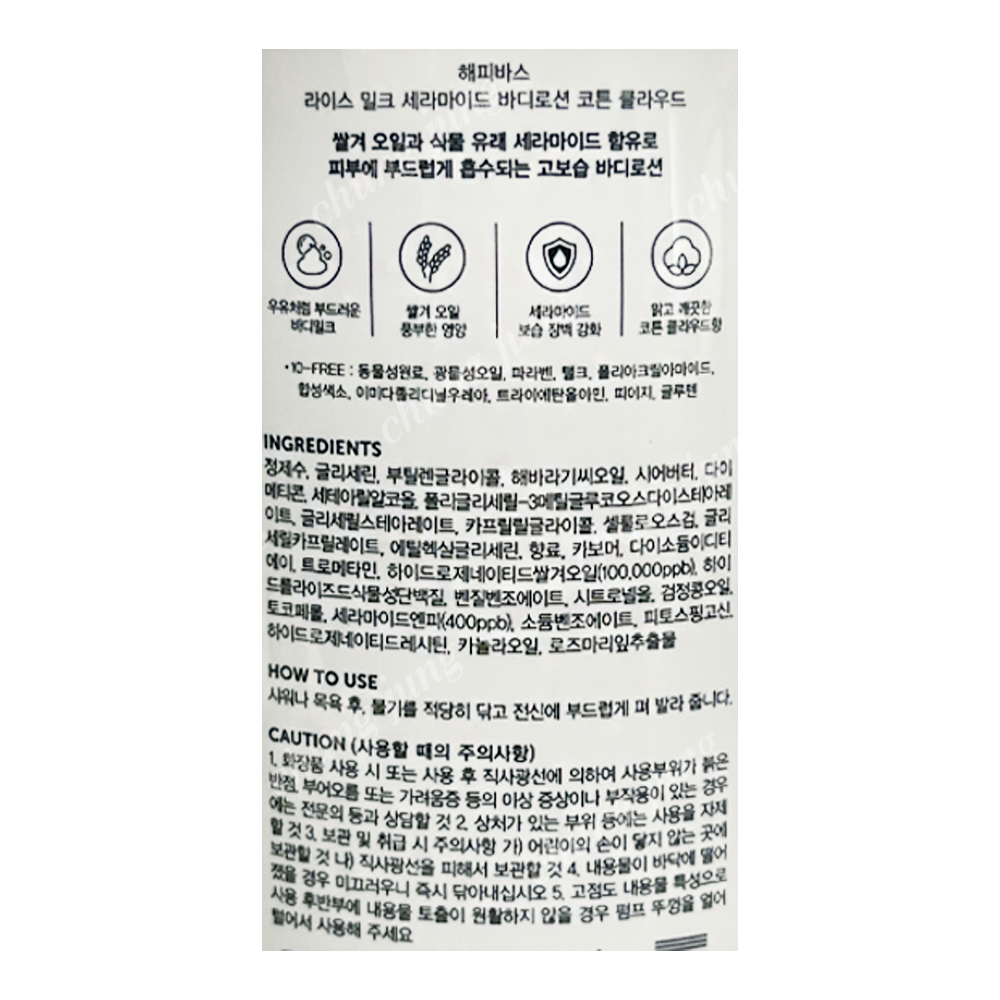 해피바스
라이스 밀크 세라마이드 바디로션 코튼 클라우드
쌀겨 오일과 식물 유래 세라마이드 함유로
피부에 부드럽게 흡수되는 고보습 바디로션
우유처럼 부드러운
바디밀크
쌀겨 오일
풍부한 영양
세라마이드
보습 장벽 강화
맑고 깨끗한
코튼 클라우드향
•10-FREE : 동물성원료, 광물성오일, 파라벤, 탤크, 폴리아크릴아마이드,
합성색소, 이미다졸리디닐우레아, 트라이에탄올아민, 피이지, 글루텐
INGREDIENTS
정제수, 글리세린, 부틸렌글라이콜, 해바라기씨오일, 시어버터, 다이
메티콘, 세테아릴알코올, 폴리글리세릴-3메틸글루코오스다이스테아레
이트, 글리세릴스테아레이트, 카프릴릴글라이콜, 셀룰로오스검, 글리
세릴카프릴레이트, 에틸헥실글리세린, 향료, 카보머, 다이소듐이디티
에이, 트로메타민, 하이드로제네이티드쌀겨오일(100,000ppb), 하이
드롤라이즈드식물성단백질, 벤질벤조에이트, 시트로넬올, 검정콩오일,
토코페롤, 세라마이드엔피(400ppb), 소듐벤조에이트, 피토스핑고신,
하이드로제네이티드레시틴, 카놀라오일, 로즈마리잎추출물
HOW TO USE
샤워나 목욕 후, 물기를 적당히 닦고 전신에 부드럽게 펴 발라 줍니다.
CAUTION (사용할 때의 주의사항)
1. 화장품 사용 시 또는 사용 후 직사광선에 의하여 사용부위가 붉은
반점, 부어오름 또는 가려움증 등의 이상 증상이나 부작용이 있는 경우
에는 전문의 등과 상담할 것 2. 상처가 있는 부위 등에는 사용을 자제
할 것 3. 보관 및 취급 시 주의사항 가) 어린이의 손이 닿지 않는 곳에
보관할 것 나) 직사광선을 피해서 보관할 것 4. 내용물이 바닥에 떨어
졌을 경우 미끄러우니 즉시 닦아내십시오 5. 고점도 내용물 특성으로
사용 후반부에 내용물 토출이 원활하지 않을 경우 펌프 뚜껑을 열어
털어서 사용해 주세요
chung jung